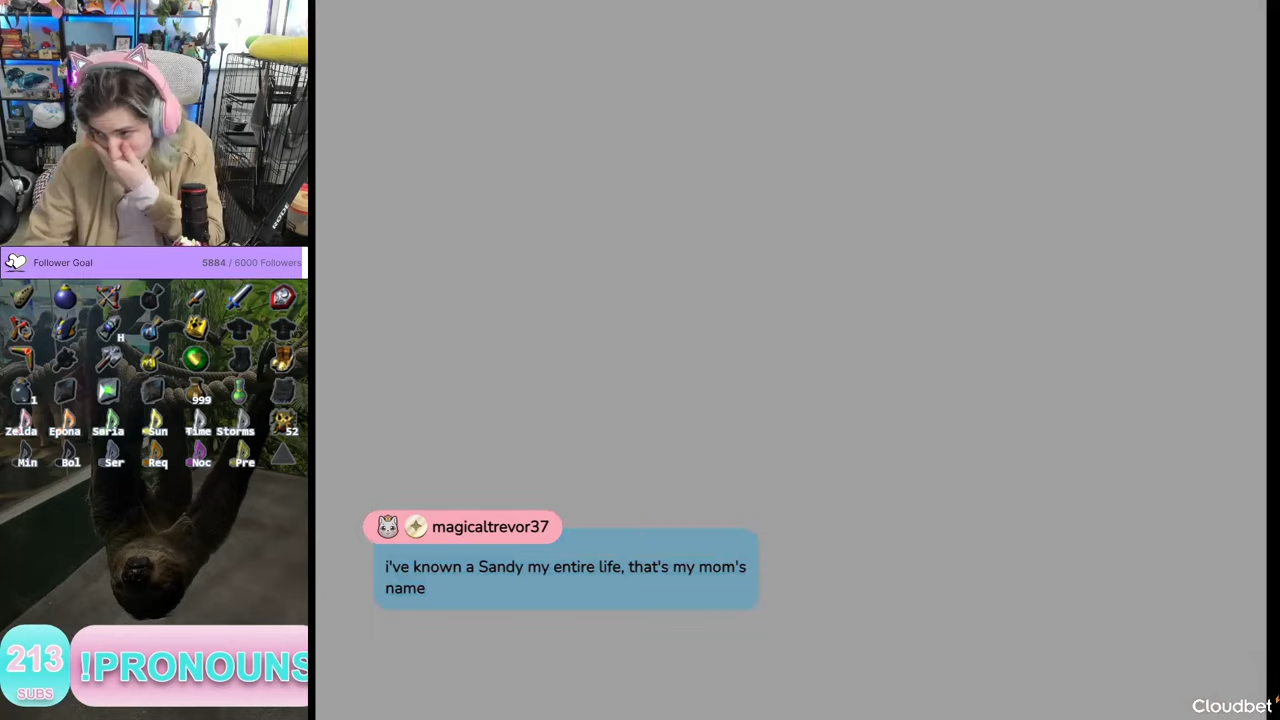 Follower Goal
5884 / 6000 Followers
H
1
999
Zelda Epona Saria Sun Time Storms 52
Min Bol Ser Req Noc Pre
213
SUBS
!PRONOUNS
RODE
magicaltrevor37
i've known a Sandy my entire life, that's my mom's
name
Cloudbet